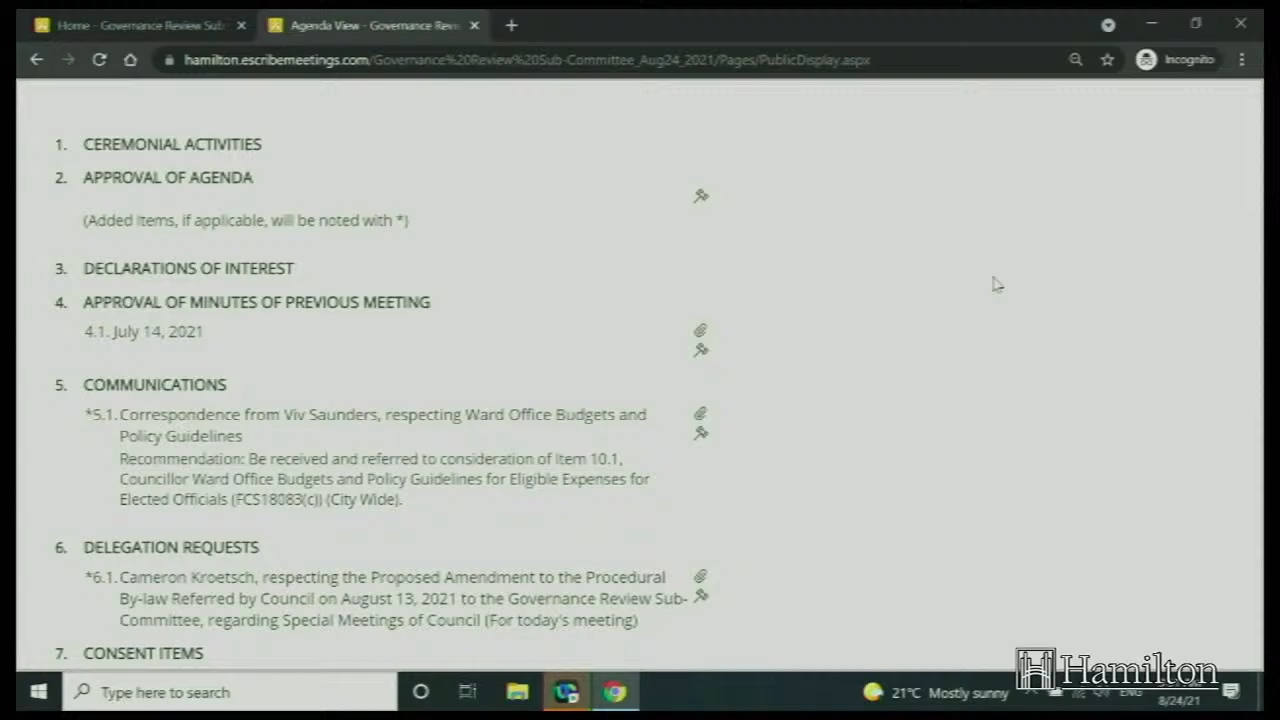 Home - Governance Review Sub
Agenda View - Governance Revi
hamilton.escribemeetings.com/Governance%20Review%20Sub-Committee_Aug24_2021/Pages/PublicDisplay.aspx
Incognito
1. CEREMONIAL ACTIVITIES
2. APPROVAL OF AGENDA
(Added Items, if applicable, will be noted with *)
3. DECLARATIONS OF INTEREST
4. APPROVAL OF MINUTES OF PREVIOUS MEETING
4.1. July 14, 2021
5. COMMUNICATIONS
*5.1. Correspondence from Viv Saunders, respecting Ward Office Budgets and
Policy Guidelines
Recommendation: Be received and referred to consideration of Item 10.1,
Councillor Ward Office Budgets and Policy Guidelines for Eligible Expenses for
Elected Officials (FCS18083(c)) (City Wide).
6. DELEGATION REQUESTS
*6.1. Cameron Kroetsch, respecting the Proposed Amendment to the Procedural
By-law Referred by Council on August 13, 2021 to the Governance Review Sub-
Committee, regarding Special Meetings of Council (For today's meeting)
7. CONSENT ITEMS
Hamilton
Type here to search
21°C Mostly sunny
ENG
8/24/21